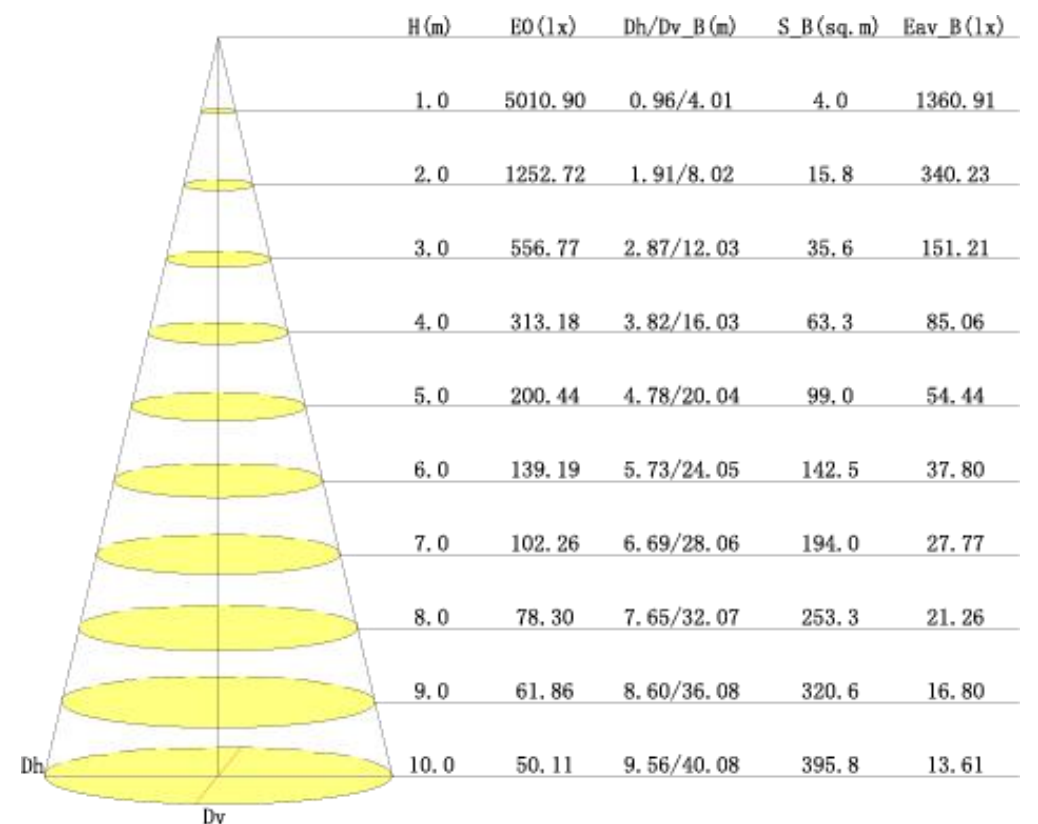 H(m) E0(lx) Dh/Dv_B(m) S_B(sq.m) Eav_B(lx)
1.0 5010.90 0.96/4.01 4.0 1360.91
2.0 1252.72 1.91/8.02 15.8 340.23
3.0 556.77 2.87/12.03 35.6 151.21
4.0 313.18 3.82/16.03 63.3 85.06
5.0 200.44 4.78/20.04 99.0 54.44
6.0 139.19 5.73/24.05 142.5 37.80
7.0 102.26 6.69/28.06 194.0 27.77
8.0 78.30 7.65/32.07 253.3 21.26
9.0 61.86 8.60/36.08 320.6 16.80
Dh 10.0 50.11 9.56/40.08 395.8 13.61
Dv